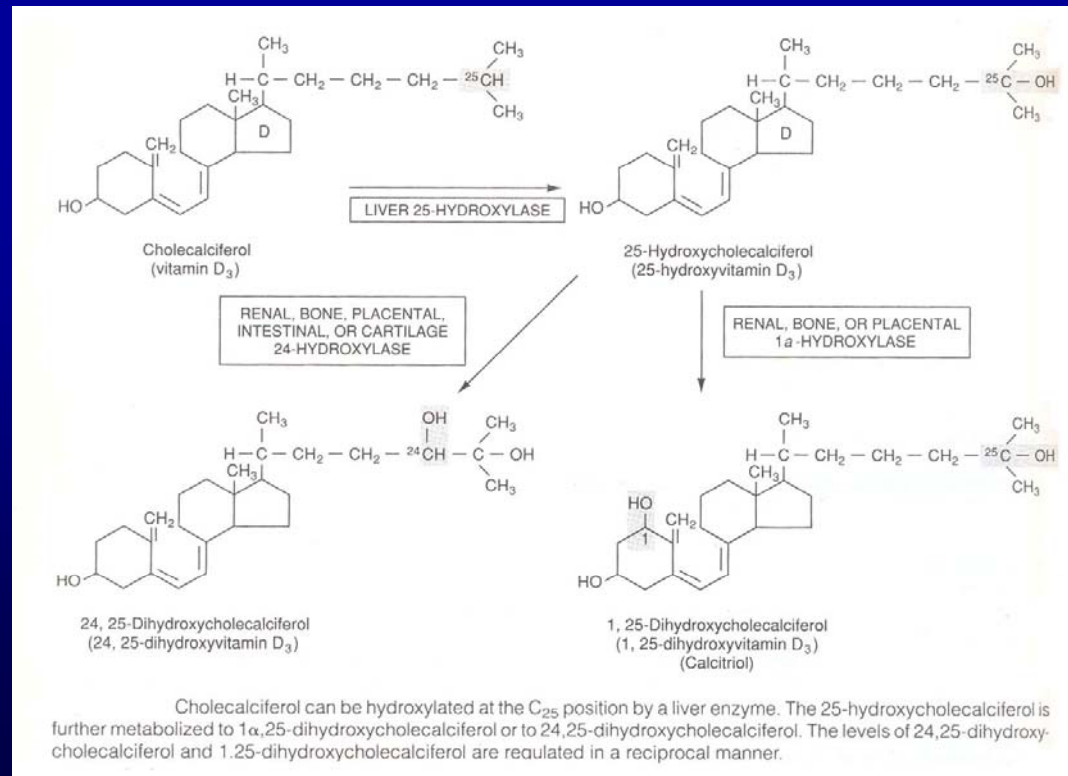 CH₃
CH₃
H — C — CH₂ — CH₂ — CH₂ — ²⁵CH
CH₃
CH₃
D
CH₂
HO
Cholecalciferol
(vitamin D₃)
LIVER 25-HYDROXYLASE
CH₃
CH₃
H — C — CH₂ — CH₂ — CH₂ — ²⁵C — OH
CH₃
CH₃
D
CH₂
HO
25-Hydroxycholecalciferol
(25-hydroxyvitamin D₃)
RENAL, BONE, PLACENTAL,
INTESTINAL, OR CARTILAGE
24-HYDROXYLASE
RENAL, BONE, OR PLACENTAL
1a-HYDROXYLASE
CH₃
OH
CH₃
H — C — CH₂ — CH₂ — ²⁴CH — C — OH
CH₃
CH₃
CH₂
HO
24, 25-Dihydroxycholecalciferol
(24, 25-dihydroxyvitamin D₃)
CH₃
CH₃
H — C — CH₂ — CH₂ — CH₂ — ²⁵C — OH
CH₃
CH₃
HO
1
CH₂
HO
1, 25-Dihydroxycholecalciferol
(1, 25-dihydroxyvitamin D₃)
(Calcitriol)
Cholecalciferol can be hydroxylated at the C₂₅ position by a liver enzyme. The 25-hydroxycholecalciferol is
further metabolized to 1α,25-dihydroxycholecalciferol or to 24,25-dihydroxycholecalciferol. The levels of 24,25-dihydroxy-
cholecalciferol and 1.25-dihydroxycholecalciferol are regulated in a reciprocal manner.